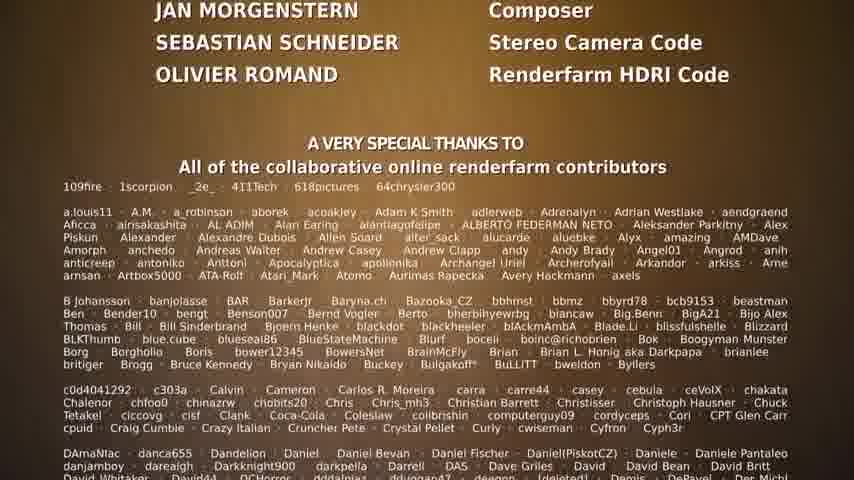 JAN MORGENSTERN Composer
SEBASTIAN SCHNEIDER Stereo Camera Code
OLIVIER ROMAND Renderfarm HDRI Code
A VERY SPECIAL THANKS TO
All of the collaborative online renderfarm contributors
109fire · 1scorpion · _2e_ · 411Tech · 618pictures · 64chrysler300
a.louis11 · A.M. · a_robinson · aborek · acoakley · Adam K Smith · adlerweb · Adrenalyn · Adrian Westlake · aendgraend
Aficca · airisakashita · AL ADIM · Alan Earing · alantiagofelipe · ALBERTO FEDERMAN NETO · Aleksander Parkitny · Alex
Piskun · Alexander · Alexandre Dubois · Allen Soard · alter_sack · alucarde · aluebke · Alyx · amazing · AMDave
Amorph · anchedo · Andreas Walter · Andrew Casey · Andrew Clapp · andy · Andy Brady · Angel01 · Angrod · anih
anticreep · antoniko · Anttonl · Apocalyptica · apollonika · Archangel Uriel · Archerofyail · Arkandor · arkiss · Arne
arnsan · Artbox5000 · ATA-Rolf · Atari_Mark · Atomo · Aurimas Rapecka · Avery Hackmann · axels
B Johansson · banjolasse · BAR · BarkerJr · Baryna.ch · Bazooka_CZ · bbhmst · bbmz · bbyrd78 · bcb9153 · beastman
Ben · Bender10 · bengt · Benson007 · Bernd Vogler · Berto · bherbihyewrbg · biancaw · Big.Benn · BigA21 · Bijo Alex
Thomas · Bill · Bill Sinderbrand · Bjoern Henke · blackdot · blackheeler · blAckmAmbA · Blade.Li · blissfulshelle · Blizzard
BLKThumb · blue.cube · blueseai86 · BlueStateMachine · Blurf · boceli · boinc@richobrien · Bok · Boogyman Munster
Borg · Borgholio · Boris · bower12345 · BowersNet · BrainMcFly · Brian · Brian L. Honig aka Darkpapa · brianlee
britiger · Brogg · Bruce Kennedy · Bryan Nikaido · Buckey · Bulgakoff* · BuLLiTT · bweldon · Byllers
c0d4041292 · c303a · Calvin · Cameron · Carlos R. Moreira · carra · carre44 · casey · cebula · ceVoIX · chakata
Chalenor · chfoo0 · chinazrw · chobits20 · Chris · Chris_mh3 · Christian Barrett · Christisser · Christoph Hausner · Chuck
Tetakel · ciccovg · cisf · Clank · Coca-Cola · Coleslaw · colibrishin · computerguy09 · cordyceps · Cori · CPT Glen Carr
cpuid · Craig Cumbie · Crazy Italian · Cruncher Pete · Crystal Pellet · Curly · cwiseman · Cyfron · Cyph3r
DAmaNiac · danca655 · Dandelion · Daniel · Daniel Bevan · Daniel Fischer · Daniel(PiskotCZ) · Daniele · Daniele Pantaleo
danjamboy · darealgh · Darkknight900 · darkpella · Darrell · DAS · Dave Griles · David · David Bean · David Britt
David Whitaker · David44 · DCHorror